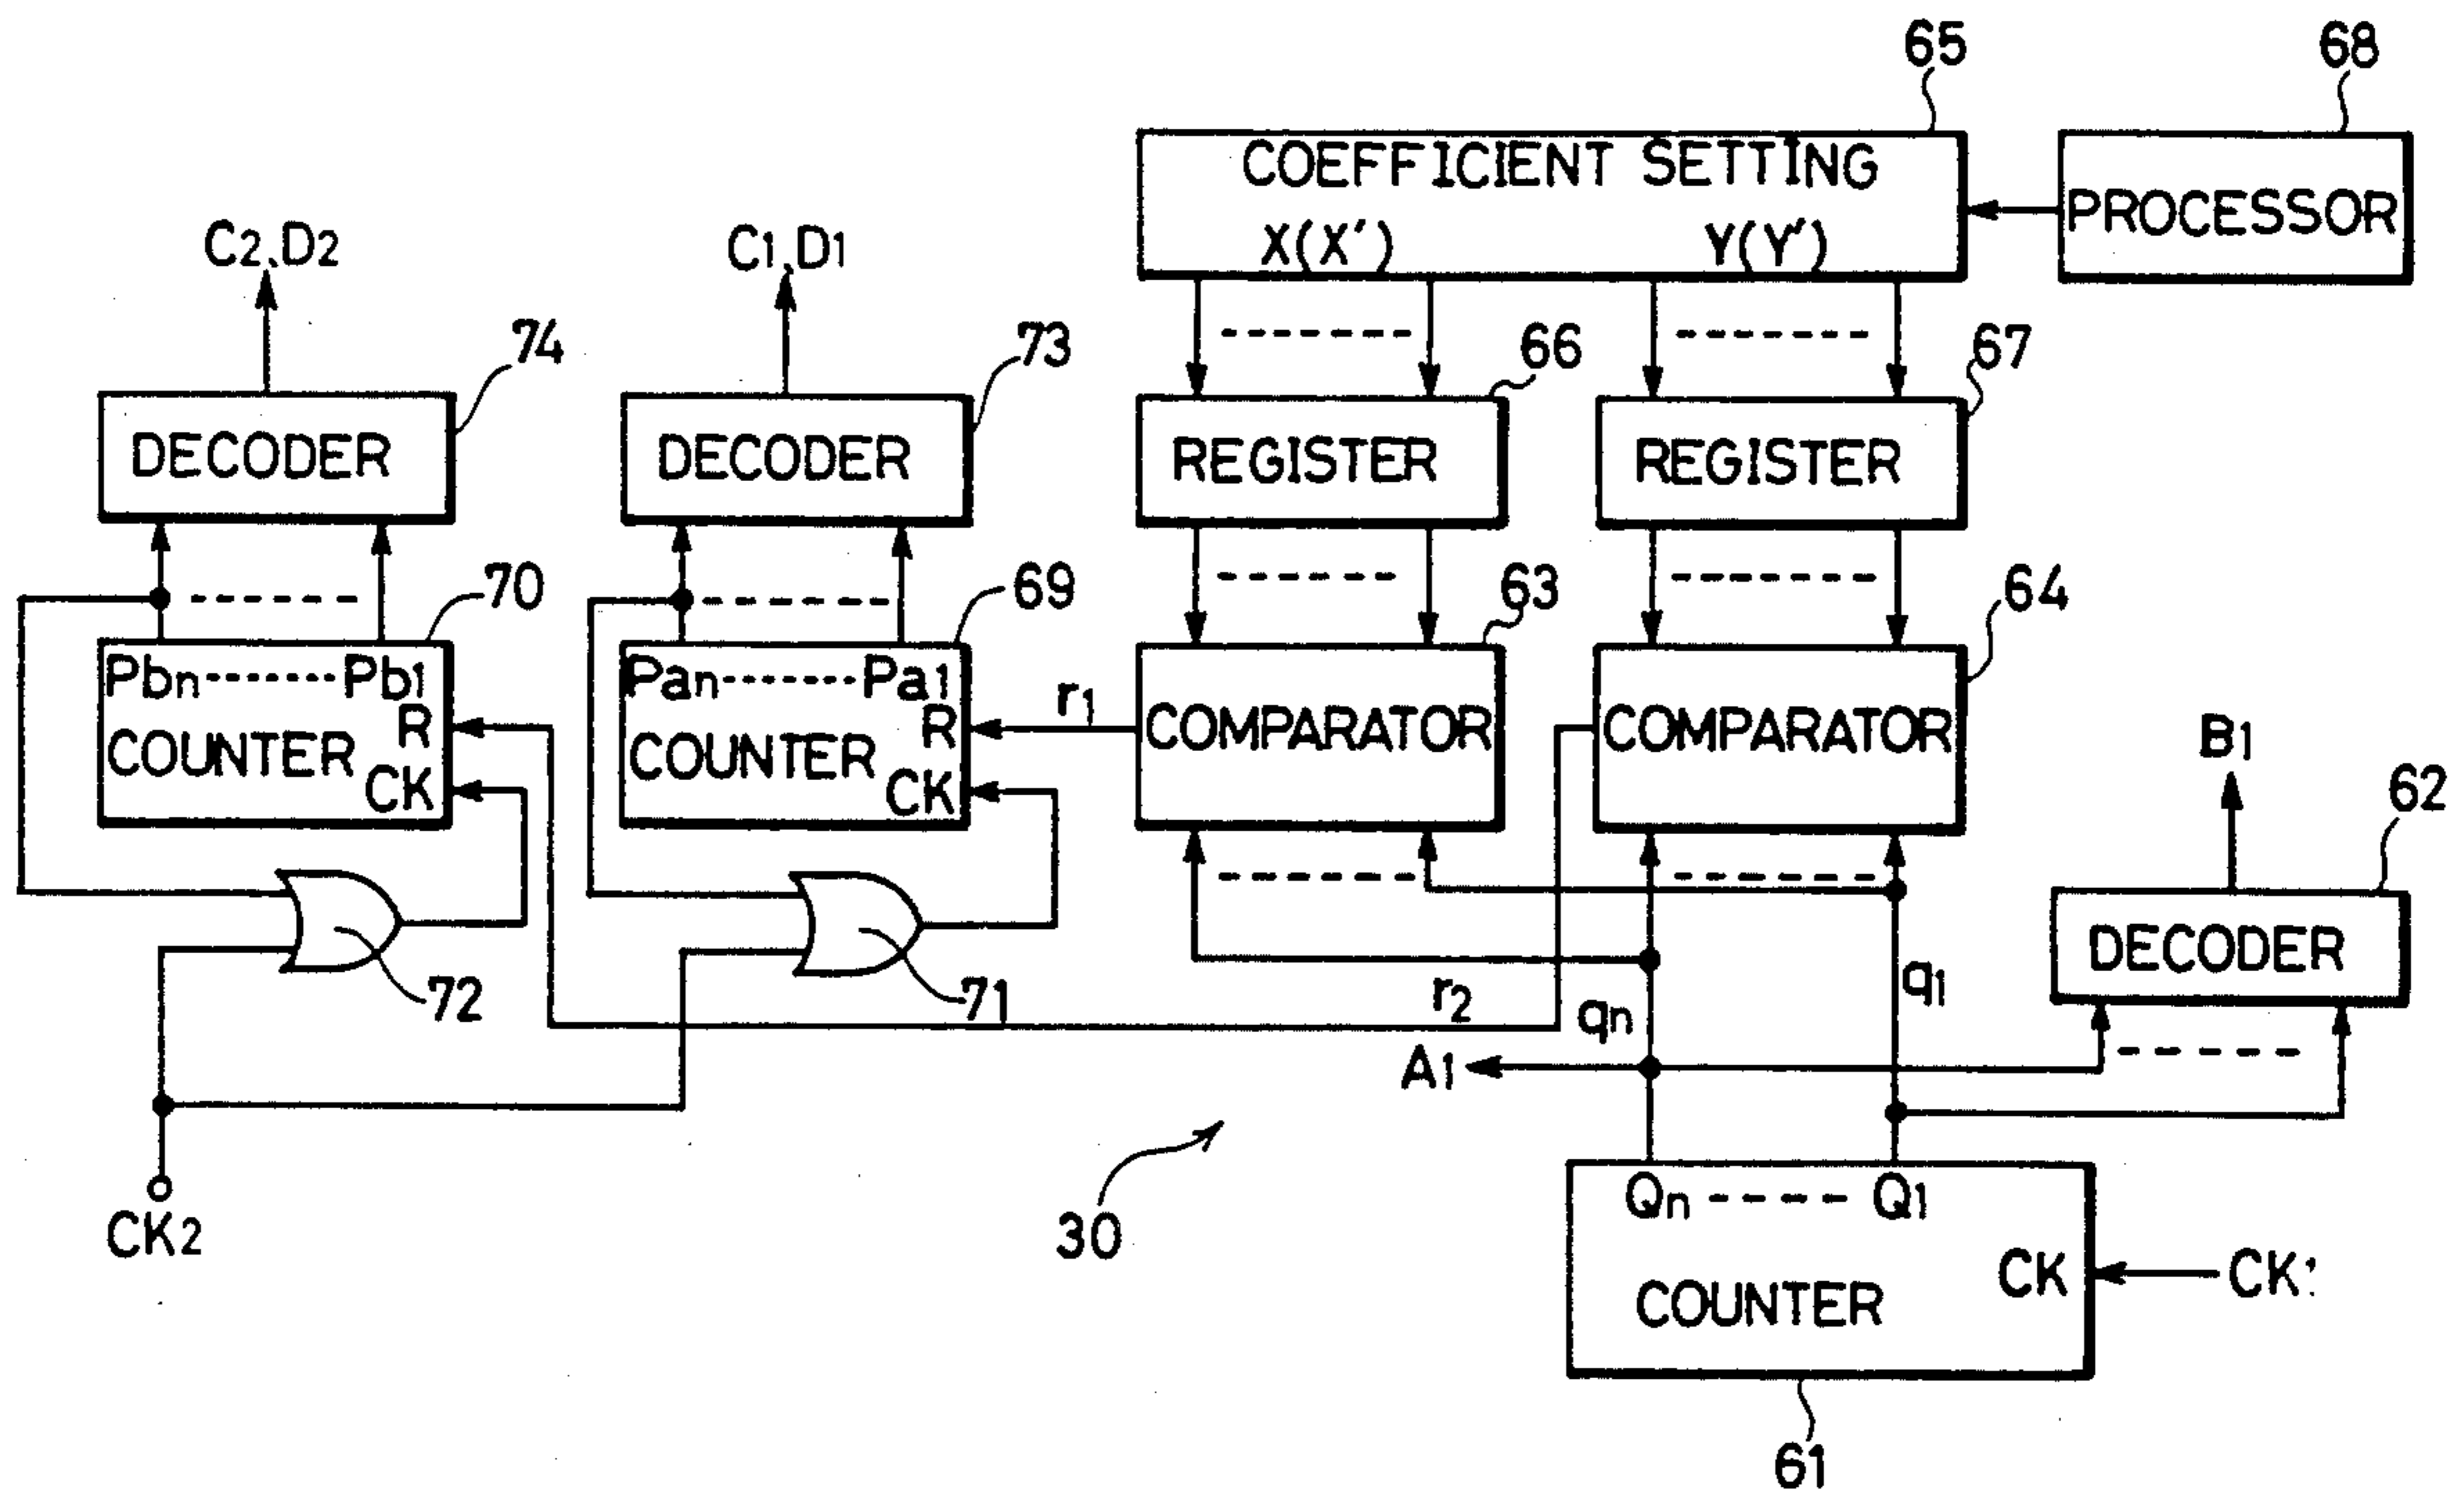 65
68
COEFFICIENT SETTING
X(X') Y(Y')
PROCESSOR
C2,D2
C1,D1
74
73
66
67
DECODER
DECODER
REGISTER
REGISTER
70
69
63
64
Pbn-------Pb1
R
COUNTER
CK
Pan-------Pa1
R
COUNTER
CK
r1
COMPARATOR
COMPARATOR
B1
62
DECODER
72
71
r2
qn
q1
A1
CK2
30
Qn ----- Q1
CK
COUNTER
61